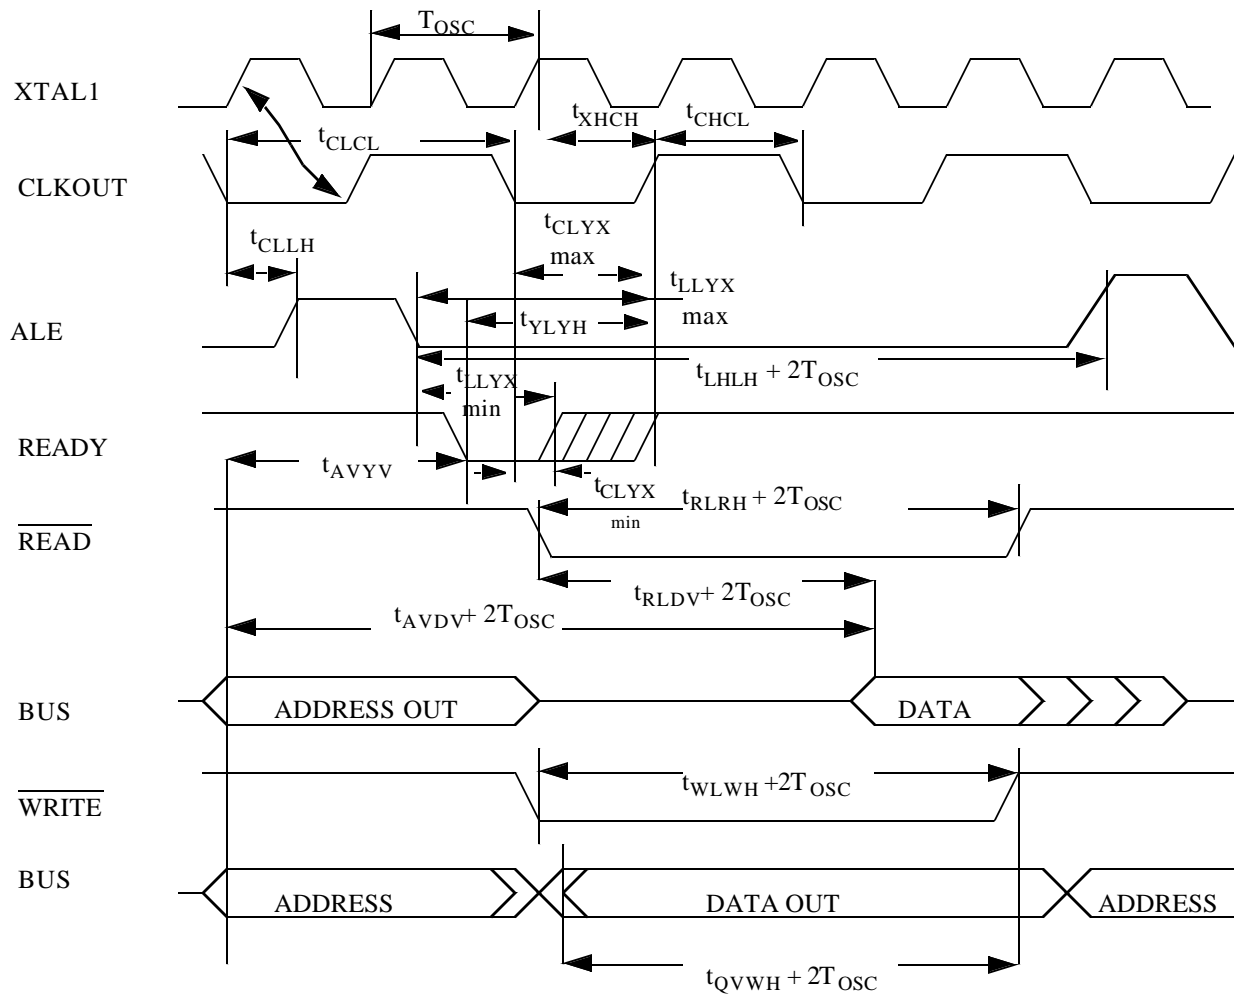 TOSC
XTAL1
tXHCH
tCHCL
tCLCL
CLKOUT
tCLYX
max
tCLLH
tLLYX
max
tYLYH
ALE
tLHLH + 2TOSC
tLLYX
min
READY
tAVYV
tCLYX
min
tRLRH + 2TOSC
READ
tRLDV+ 2TOSC
tAVDV+ 2TOSC
BUS
ADDRESS OUT
DATA
tWLWH +2TOSC
WRITE
BUS
ADDRESS
DATA OUT
ADDRESS
tQVWH + 2TOSC